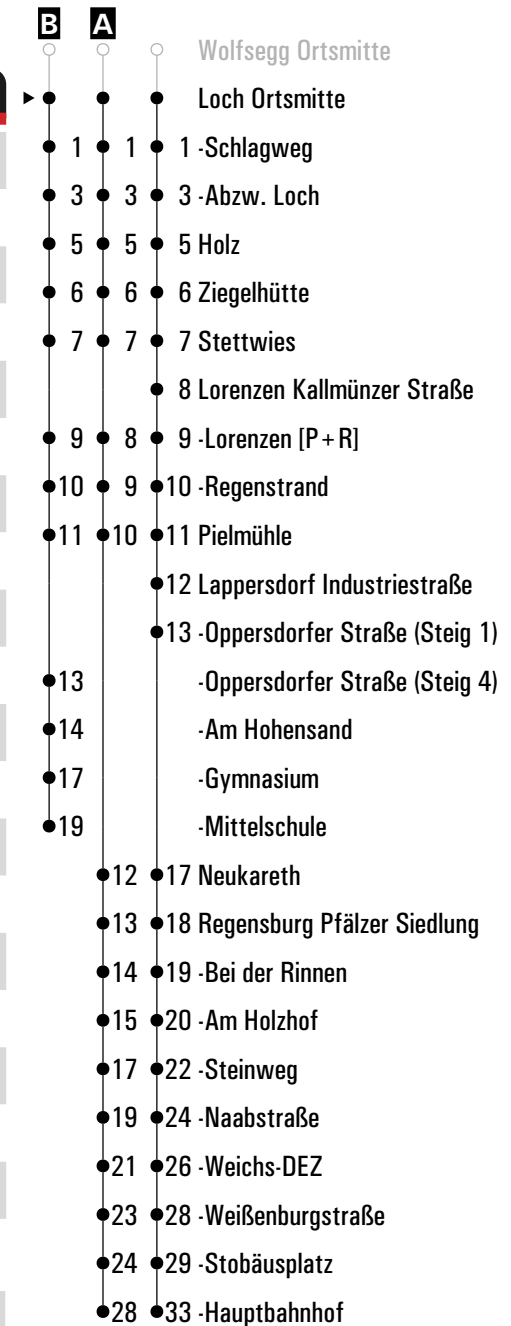 B A
Wolfsegg Ortsmitte
Loch Ortsmitte
1 1 1 -Schlagweg
3 3 3 -Abzw. Loch
5 5 5 Holz
6 6 6 Ziegelhütte
7 7 7 Stettwies
8 Lorenzen Kallmünzer Straße
9 8 9 -Lorenzen [P+R]
10 9 10 -Regenstrand
11 10 11 Pielmühle
12 Lappersdorf Industriestraße
13 -Oppersdorfer Straße (Steig 1)
13 -Oppersdorfer Straße (Steig 4)
14 -Am Hohensand
17 -Gymnasium
19 -Mittelschule
12 17 Neukareth
13 18 Regensburg Pfälzer Siedlung
14 19 -Bei der Rinnen
15 20 -Am Holzhof
17 22 -Steinweg
19 24 -Naabstraße
21 26 -Weichs-DEZ
23 28 -Weißenburgstraße
24 29 -Stobäusplatz
28 33 -Hauptbahnhof